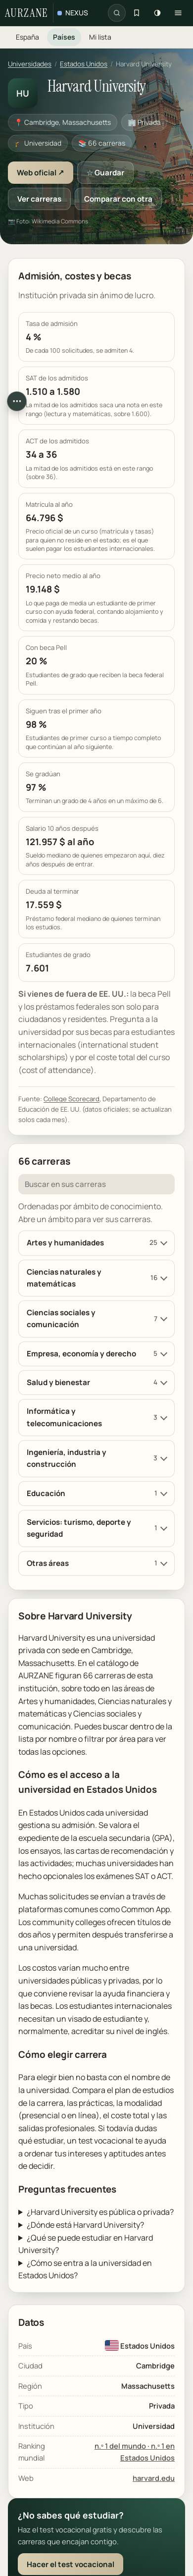 AURZANE
NEXUS
España Países Mi lista
Universidades / Estados Unidos / Harvard University
HU
Harvard University
Cambridge, Massachusetts
Privada
Universidad
66 carreras
Web oficial ↗
☆ Guardar
Ver carreras
Comparar con otra
Foto: Wikimedia Commons
Admisión, costes y becas
Institución privada sin ánimo de lucro.
Tasa de admisión
4 %
De cada 100 solicitudes, se admiten 4.
SAT de los admitidos
1.510 a 1.580
La mitad de los admitidos saca una nota en este
rango (lectura y matemáticas, sobre 1.600).
ACT de los admitidos
34 a 36
La mitad de los admitidos está en este rango
(sobre 36).
Matrícula al año
64.796 $
Precio oficial de un curso (matrícula y tasas)
para quien no reside en el estado; es el que
suelen pagar los estudiantes internacionales.
Precio neto medio al año
19.148 $
Lo que paga de media un estudiante de primer
curso con ayuda federal, contando alojamiento y
comida y restando becas.
Con beca Pell
20 %
Estudiantes de grado que reciben la beca federal
Pell.
Siguen tras el primer año
98 %
Estudiantes de primer curso a tiempo completo
que continúan al año siguiente.
Se gradúan
97 %
Terminan un grado de 4 años en un máximo de 6.
Salario 10 años después
121.957 $ al año
Sueldo mediano de quienes empezaron aquí, diez
años después de entrar.
Deuda al terminar
17.559 $
Préstamo federal mediano de quienes terminan
los estudios.
Estudiantes de grado
7.601
Si vienes de fuera de EE. UU.: la beca Pell
y los préstamos federales son solo para
ciudadanos y residentes. Pregunta a la
universidad por sus becas para estudiantes
internacionales (international student
scholarships) y por el coste total del curso
(cost of attendance).
Fuente: College Scorecard, Departamento de
Educación de EE. UU. (datos oficiales; se actualizan
solos cada mes).
66 carreras
Buscar en sus carreras
Ordenadas por ámbito de conocimiento.
Abre un ámbito para ver sus carreras.
Artes y humanidades 25
Ciencias naturales y
matemáticas 16
Ciencias sociales y
comunicación 7
Empresa, economía y derecho 5
Salud y bienestar 4
Informática y
telecomunicaciones 3
Ingeniería, industria y
construcción 3
Educación 1
Servicios: turismo, deporte y
seguridad 1
Otras áreas 1
Sobre Harvard University
Harvard University es una universidad
privada con sede en Cambridge,
Massachusetts. En el catálogo de
AURZANE figuran 66 carreras de esta
institución, sobre todo en las áreas de
Artes y humanidades, Ciencias naturales y
matemáticas y Ciencias sociales y
comunicación. Puedes buscar dentro de la
lista por nombre o filtrar por área para ver
todas las opciones.
Cómo es el acceso a la
universidad en Estados Unidos
En Estados Unidos cada universidad
gestiona su admisión. Se valora el
expediente de la escuela secundaria (GPA),
los ensayos, las cartas de recomendación y
las actividades; muchas universidades han
hecho opcionales los exámenes SAT o ACT.
Muchas solicitudes se envían a través de
plataformas comunes como Common App.
Los community colleges ofrecen títulos de
dos años y permiten después transferirse a
una universidad.
Los costos varían mucho entre
universidades públicas y privadas, por lo
que conviene revisar la ayuda financiera y
las becas. Los estudiantes internacionales
necesitan un visado de estudiante y,
normalmente, acreditar su nivel de inglés.
Cómo elegir carrera
Para elegir bien no basta con el nombre de
la universidad. Compara el plan de estudios
de la carrera, las prácticas, la modalidad
(presencial o en línea), el coste total y las
salidas profesionales. Si todavía dudas
qué estudiar, un test vocacional te ayuda
a ordenar tus intereses y aptitudes antes
de decidir.
Preguntas frecuentes
▶ ¿Harvard University es pública o privada?
▶ ¿Dónde está Harvard University?
▶ ¿Qué se puede estudiar en Harvard
University?
▶ ¿Cómo se entra a la universidad en
Estados Unidos?
Datos
País Estados Unidos
Ciudad Cambridge
Región Massachusetts
Tipo Privada
Institución Universidad
Ranking n.º 1 del mundo · n.º 1 en
mundial Estados Unidos
Web harvard.edu
¿No sabes qué estudiar?
Haz el test vocacional gratis y descubre las
carreras que encajan contigo.
Hacer el test vocacional